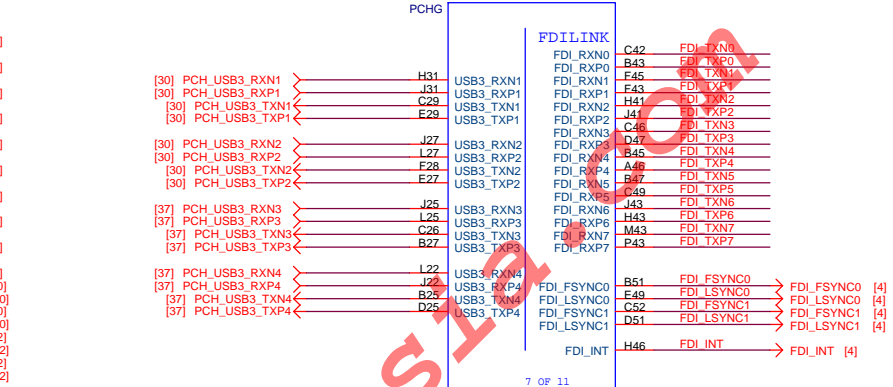 PCHG
FDILINK
FDI_RXN0 C42 FDI_TXN0
FDI_RXP0 B43 FDI_TXP0
[30] PCH_USB3_RXN1 H31 USB3_RXN1 FDI_RXN1 F45 FDI_TXN1
[30] PCH_USB3_RXP1 J31 USB3_RXP1 FDI_RXP1 F43 FDI_TXP1
[30] PCH_USB3_TXN1 C29 USB3_TXN1 FDI_RXN2 H41 FDI_TXN2
[30] PCH_USB3_TXP1 E29 USB3_TXP1 FDI_RXP2 J41 FDI_TXP2
FDI_RXN3 C46 FDI_TXN3
[30] PCH_USB3_RXN2 J27 USB3_RXN2 FDI_RXP3 D47 FDI_TXP3
[30] PCH_USB3_RXP2 L27 USB3_RXP2 FDI_RXN4 B45 FDI_TXN4
[30] PCH_USB3_TXN2 F28 USB3_TXN2 FDI_RXP4 A46 FDI_TXP4
[30] PCH_USB3_TXP2 E27 USB3_TXP2 FDI_RXN5 B47 FDI_TXN5
FDI_RXP5 C49 FDI_TXP5
[37] PCH_USB3_RXN3 J25 USB3_RXN3 FDI_RXN6 J43 FDI_TXN6
[37] PCH_USB3_RXP3 L25 USB3_RXP3 FDI_RXP6 H43 FDI_TXP6
[37] PCH_USB3_TXN3 C26 USB3_TXN3 FDI_RXN7 M43 FDI_TXN7
[37] PCH_USB3_TXP3 B27 USB3_TXP3 FDI_RXP7 P43 FDI_TXP7
[37] PCH_USB3_RXN4 L22 USB3_RXN4
[37] PCH_USB3_RXP4 J22 USB3_RXP4 FDI_FSYNC0 B51 FDI_FSYNC0 FDI_FSYNC0 [4]
[37] PCH_USB3_TXN4 B25 USB3_TXN4 FDI_LSYNC0 E49 FDI_LSYNC0 FDI_LSYNC0 [4]
[37] PCH_USB3_TXP4 D25 USB3_TXP4 FDI_FSYNC1 C52 FDI_FSYNC1 FDI_FSYNC1 [4]
FDI_LSYNC1 D51 FDI_LSYNC1 FDI_LSYNC1 [4]
FDI_INT H46 FDI_INT FDI_INT [4]
7 OF 11
sia.com